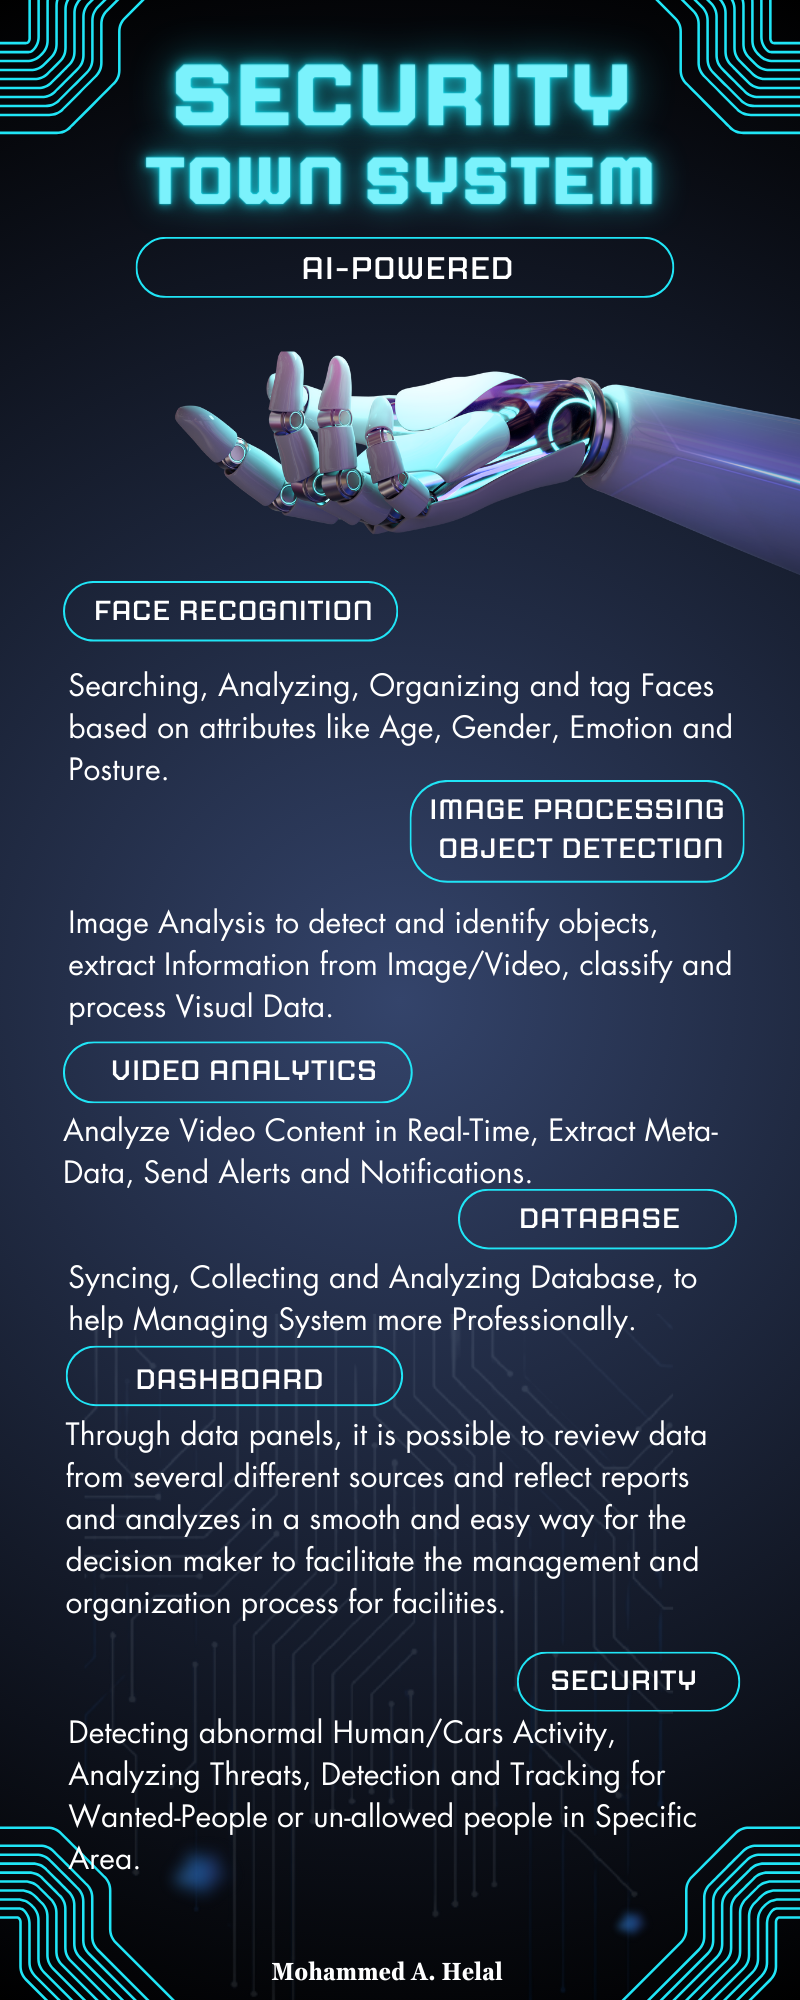 SECURITY
TOWN SYSTEM
AI-POWERED
FACE RECOGNITION
Searching, Analyzing, Organizing and tag Faces
based on attributes like Age, Gender, Emotion and
Posture.
IMAGE PROCESSING
OBJECT DETECTION
Image Analysis to detect and identify objects,
extract Information from Image/Video, classify and
process Visual Data.
VIDEO ANALYTICS
Analyze Video Content in Real-Time, Extract Meta-
Data, Send Alerts and Notifications.
DATABASE
Syncing, Collecting and Analyzing Database, to
help Managing System more Professionally.
DASHBOARD
Through data panels, it is possible to review data
from several different sources and reflect reports
and analyzes in a smooth and easy way for the
decision maker to facilitate the management and
organization process for facilities.
SECURITY
Detecting abnormal Human/Cars Activity,
Analyzing Threats, Detection and Tracking for
Wanted-People or un-allowed people in Specific
Area.
Mohammed A. Helal